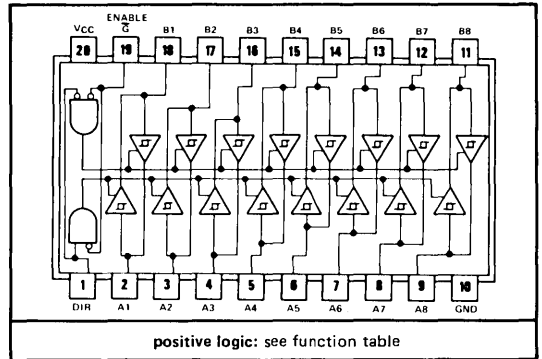 ENABLE
VCC G̅ B1 B2 B3 B4 B5 B6 B7 B8
20 19 18 17 16 15 14 13 12 11
1 2 3 4 5 6 7 8 9 10
DIR A1 A2 A3 A4 A5 A6 A7 A8 GND
positive logic: see function table